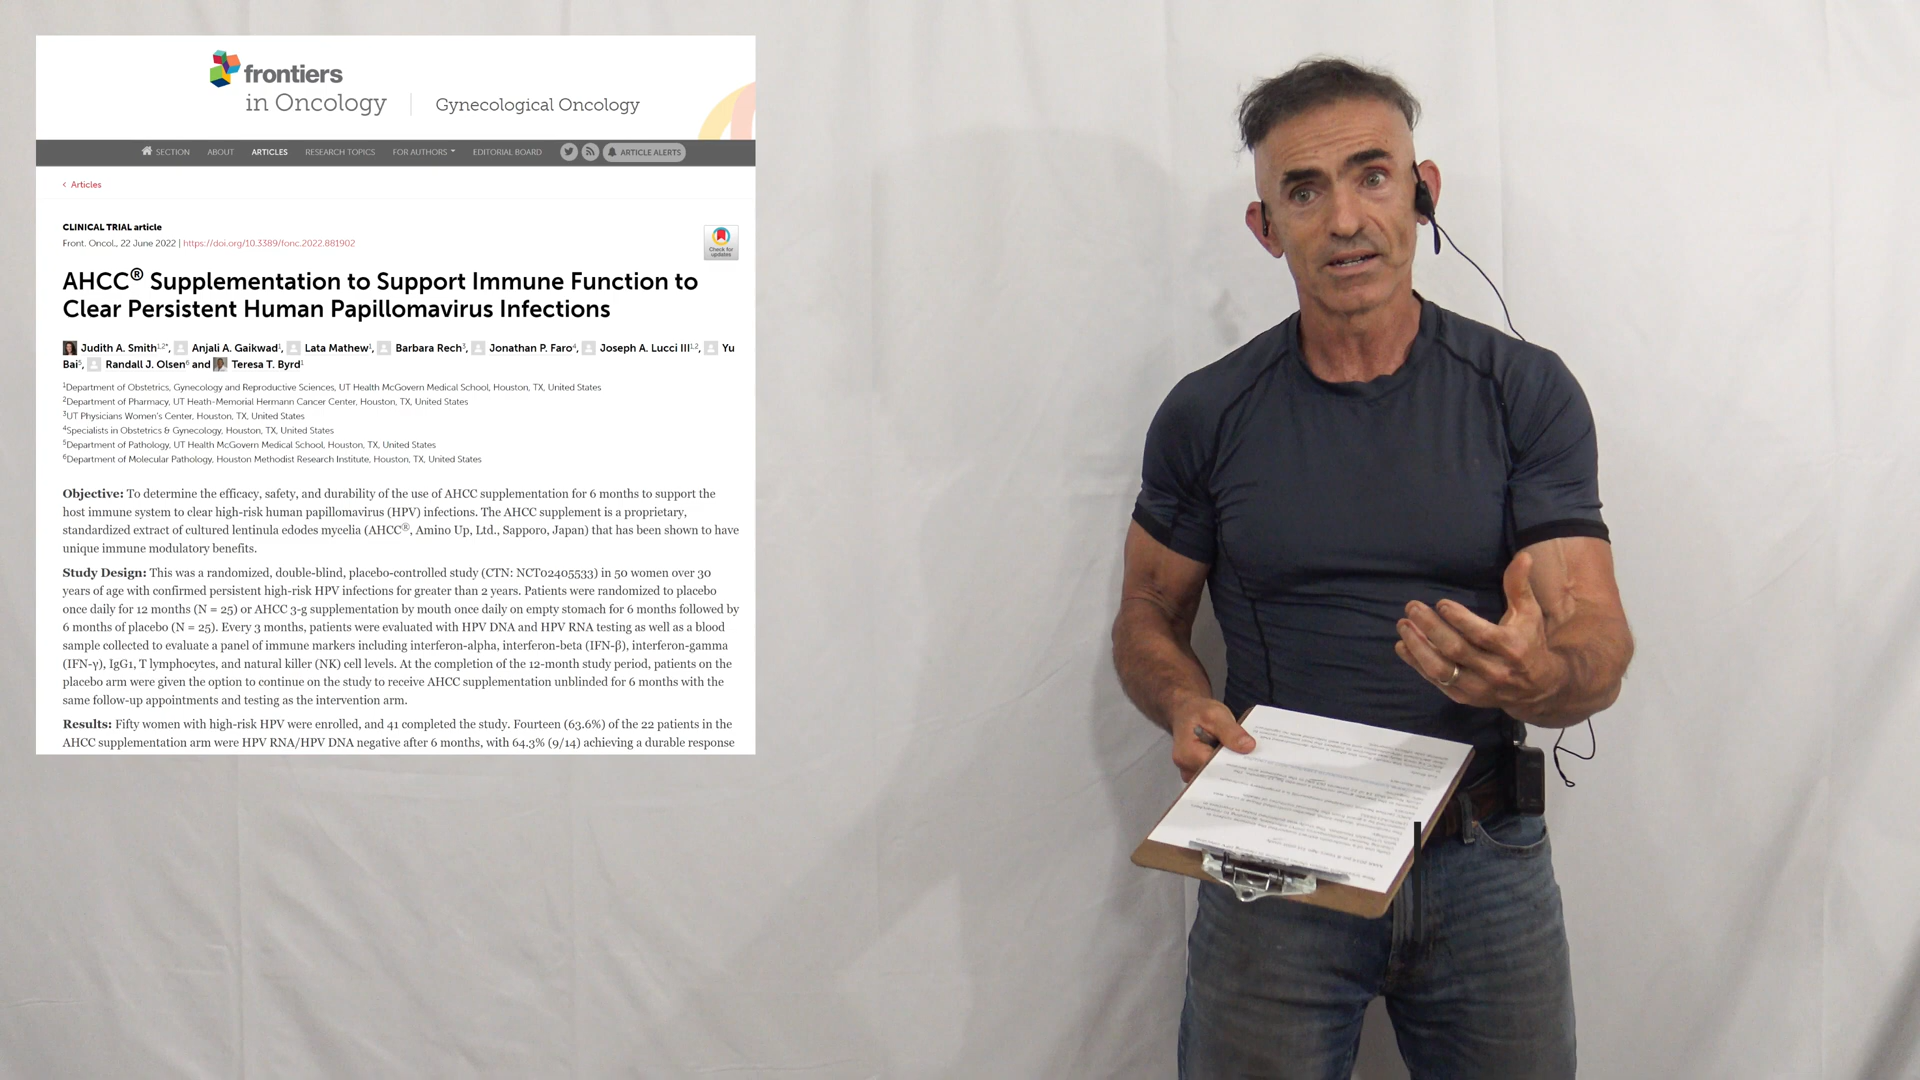 frontiers
in Oncology
Gynecological Oncology
SECTION ABOUT ARTICLES RESEARCH TOPICS FOR AUTHORS EDITORIAL BOARD ARTICLE ALERTS
‹ Articles
CLINICAL TRIAL article
Front. Oncol., 22 June 2022 | https://doi.org/10.3389/fonc.2022.881902
Check for
updates
AHCC® Supplementation to Support Immune Function to
Clear Persistent Human Papillomavirus Infections
Judith A. Smith1,2*, Anjali A. Gaikwad1, Lata Mathew1, Barbara Rech3, Jonathan P. Faro4, Joseph A. Lucci III1,2, Yu
Bai5, Randall J. Olsen6 and Teresa T. Byrd1
1Department of Obstetrics, Gynecology and Reproductive Sciences, UT Health McGovern Medical School, Houston, TX, United States
2Department of Pharmacy, UT Heath-Memorial Hermann Cancer Center, Houston, TX, United States
3UT Physicians Women's Center, Houston, TX, United States
4Specialists in Obstetrics & Gynecology, Houston, TX, United States
5Department of Pathology, UT Health McGovern Medical School, Houston, TX, United States
6Department of Molecular Pathology, Houston Methodist Research Institute, Houston, TX, United States
Objective: To determine the efficacy, safety, and durability of the use of AHCC supplementation for 6 months to support the
host immune system to clear high-risk human papillomavirus (HPV) infections. The AHCC supplement is a proprietary,
standardized extract of cultured lentinula edodes mycelia (AHCC®, Amino Up, Ltd., Sapporo, Japan) that has been shown to have
unique immune modulatory benefits.
Study Design: This was a randomized, double-blind, placebo-controlled study (CTN: NCT02405533) in 50 women over 30
years of age with confirmed persistent high-risk HPV infections for greater than 2 years. Patients were randomized to placebo
once daily for 12 months (N = 25) or AHCC 3-g supplementation by mouth once daily on empty stomach for 6 months followed by
6 months of placebo (N = 25). Every 3 months, patients were evaluated with HPV DNA and HPV RNA testing as well as a blood
sample collected to evaluate a panel of immune markers including interferon-alpha, interferon-beta (IFN-β), interferon-gamma
(IFN-γ), IgG1, T lymphocytes, and natural killer (NK) cell levels. At the completion of the 12-month study period, patients on the
placebo arm were given the option to continue on the study to receive AHCC supplementation unblinded for 6 months with the
same follow-up appointments and testing as the intervention arm.
Results: Fifty women with high-risk HPV were enrolled, and 41 completed the study. Fourteen (63.6%) of the 22 patients in the
AHCC supplementation arm were HPV RNA/HPV DNA negative after 6 months, with 64.3% (9/14) achieving a durable response